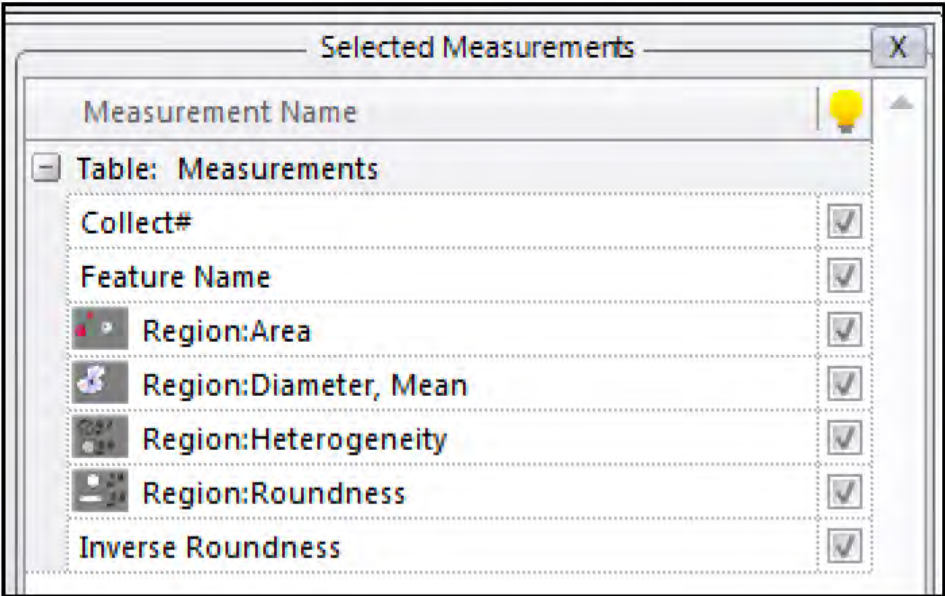 Selected Measurements X
Measurement Name
Table: Measurements
Collect#
Feature Name
Region:Area
Region:Diameter, Mean
Region:Heterogeneity
Region:Roundness
Inverse Roundness